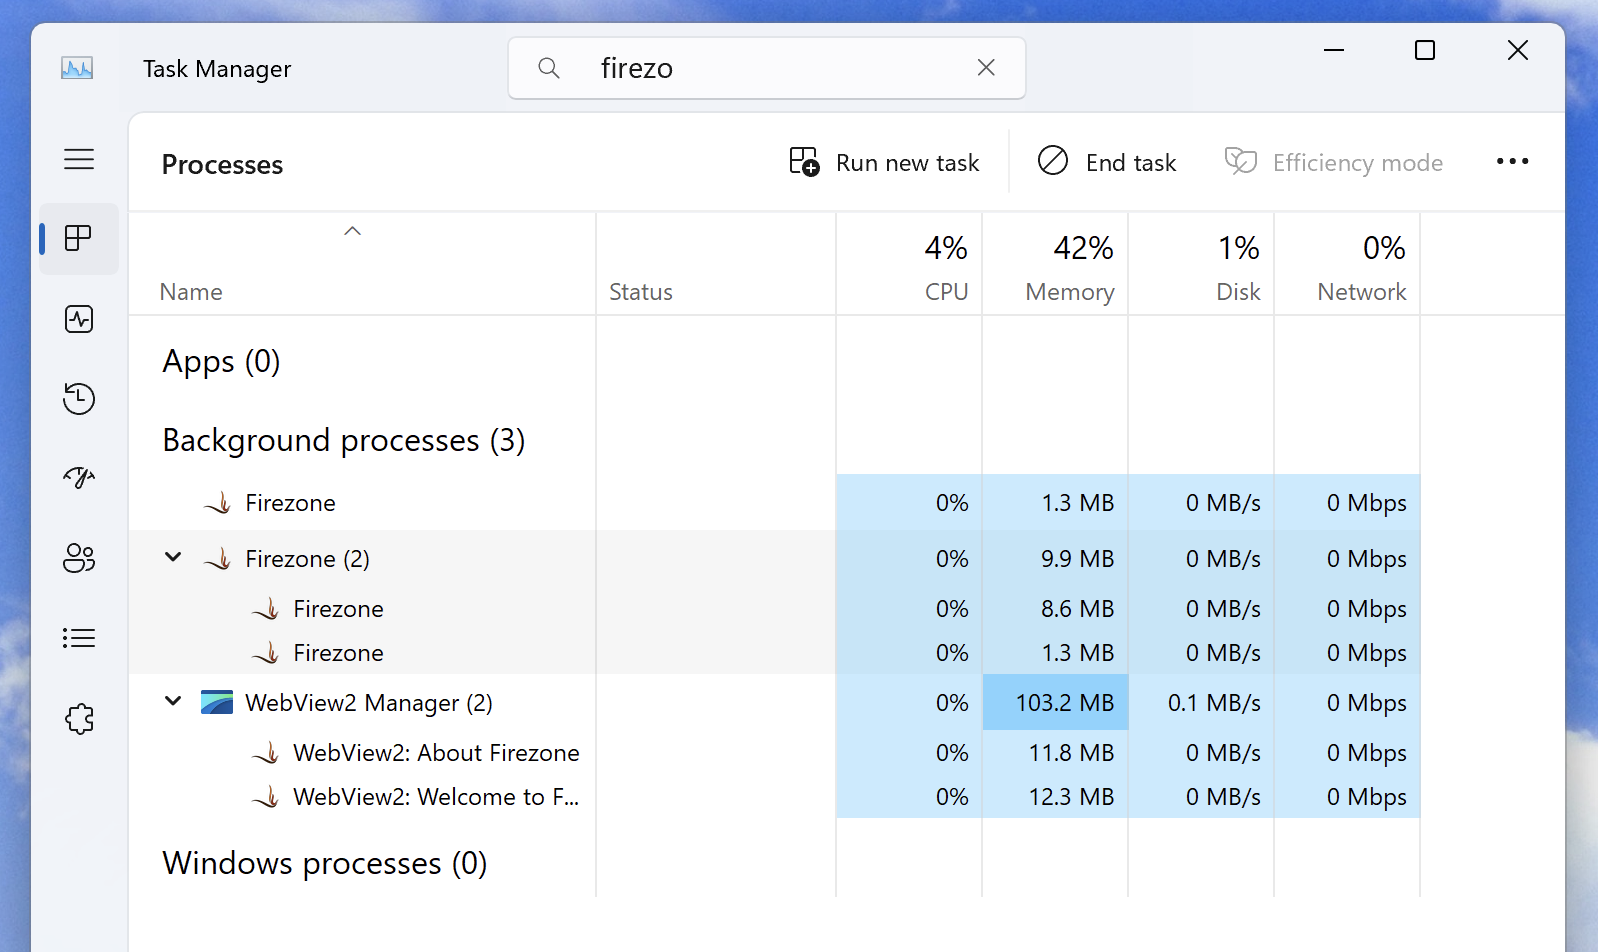 Task Manager
firezo
Processes
Run new task
End task
Efficiency mode
4% 42% 1% 0%
Name Status CPU Memory Disk Network
Apps (0)
Background processes (3)
Firezone 0% 1.3 MB 0 MB/s 0 Mbps
Firezone (2) 0% 9.9 MB 0 MB/s 0 Mbps
Firezone 0% 8.6 MB 0 MB/s 0 Mbps
Firezone 0% 1.3 MB 0 MB/s 0 Mbps
WebView2 Manager (2) 0% 103.2 MB 0.1 MB/s 0 Mbps
WebView2: About Firezone 0% 11.8 MB 0 MB/s 0 Mbps
WebView2: Welcome to F... 0% 12.3 MB 0 MB/s 0 Mbps
Windows processes (0)